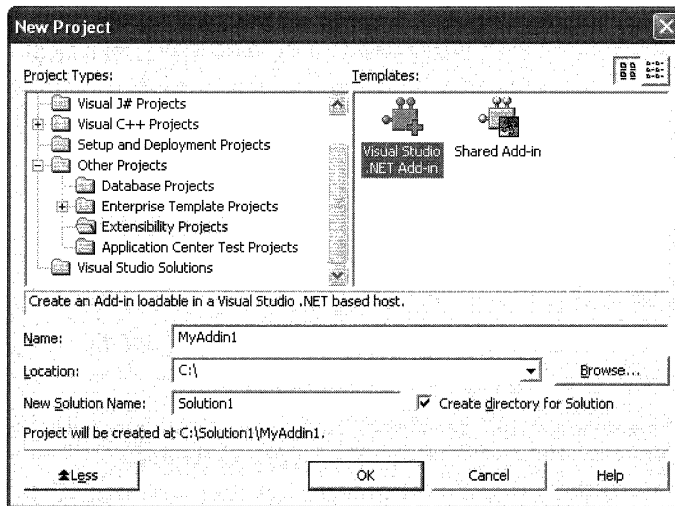 New Project
Project Types:
Templates:
Visual J# Projects
Visual C++ Projects
Setup and Deployment Projects
Other Projects
Database Projects
Enterprise Template Projects
Extensibility Projects
Application Center Test Projects
Visual Studio Solutions
Visual Studio
.NET Add-in
Shared Add-in
Create an Add-in loadable in a Visual Studio .NET based host.
Name:
MyAddin1
Location:
C:\
Browse...
New Solution Name:
Solution1
Create directory for Solution
Project will be created at C:\Solution1\MyAddin1.
Less
OK
Cancel
Help